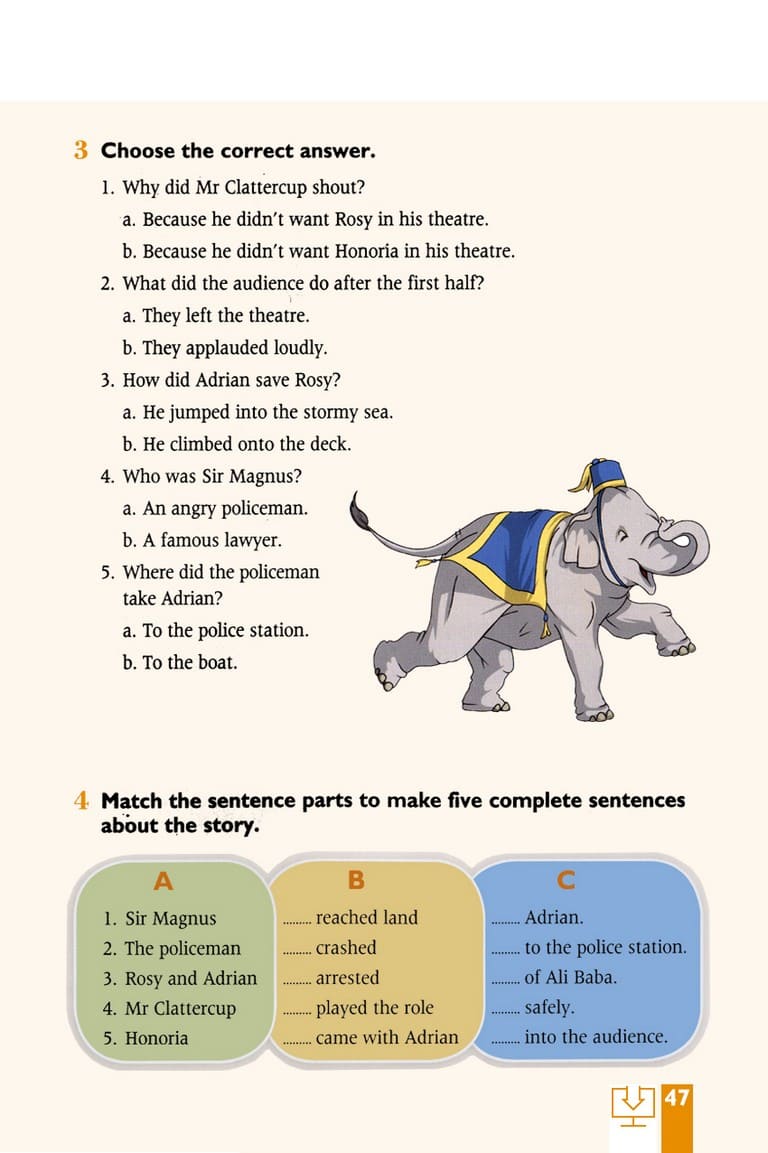 3 Choose the correct answer.
1. Why did Mr Clattercup shout?
a. Because he didn't want Rosy in his theatre.
b. Because he didn't want Honoria in his theatre.
2. What did the audience do after the first half?
a. They left the theatre.
b. They applauded loudly.
3. How did Adrian save Rosy?
a. He jumped into the stormy sea.
b. He climbed onto the deck.
4. Who was Sir Magnus?
a. An angry policeman.
b. A famous lawyer.
5. Where did the policeman
take Adrian?
a. To the police station.
b. To the boat.
4 Match the sentence parts to make five complete sentences
about the story.
A
1. Sir Magnus
2. The policeman
3. Rosy and Adrian
4. Mr Clattercup
5. Honoria
B
......... reached land
......... crashed
......... arrested
......... played the role
......... came with Adrian
C
......... Adrian.
......... to the police station.
......... of Ali Baba.
......... safely.
......... into the audience.
47